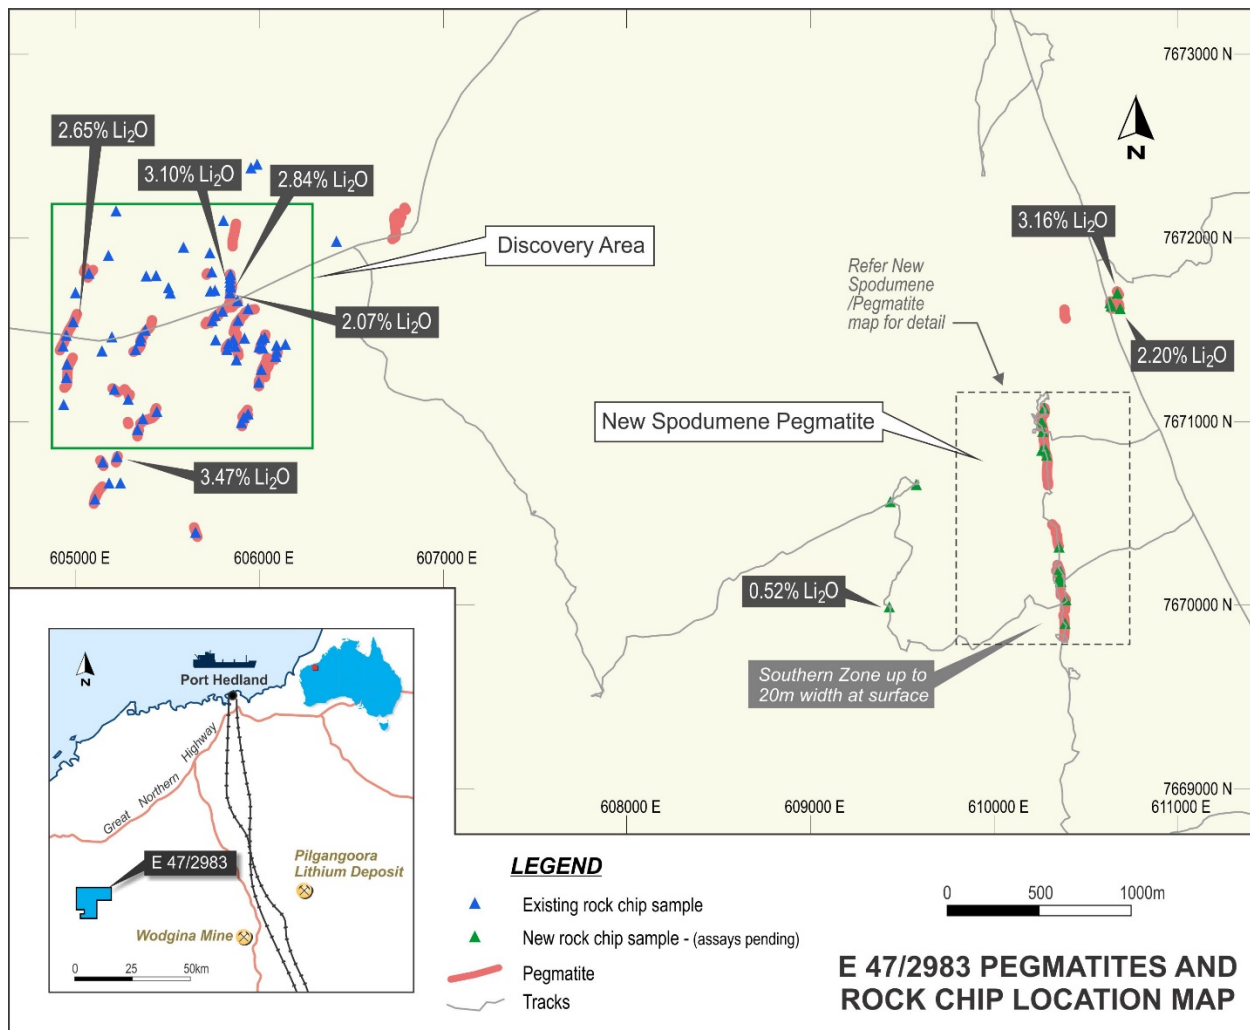 7673000 N
2.65% Li₂O
3.10% Li₂O
2.84% Li₂O
N
3.16% Li₂O
7672000 N
Discovery Area
Refer New
Spodumene
/Pegmatite
map for detail
2.07% Li₂O
2.20% Li₂O
New Spodumene Pegmatite
7671000 N
3.47% Li₂O
605000 E
606000 E
607000 E
0.52% Li₂O
7670000 N
Southern Zone up to
20m width at surface
7669000 N
608000 E
609000 E
610000 E
611000 E
N
Port Hedland
Great Northern Highway
E 47/2983
Pilgangoora
Lithium Deposit
Wodgina Mine
0 25 50km
LEGEND
Existing rock chip sample
New rock chip sample - (assays pending)
Pegmatite
Tracks
0 500 1000m
E 47/2983 PEGMATITES AND
ROCK CHIP LOCATION MAP